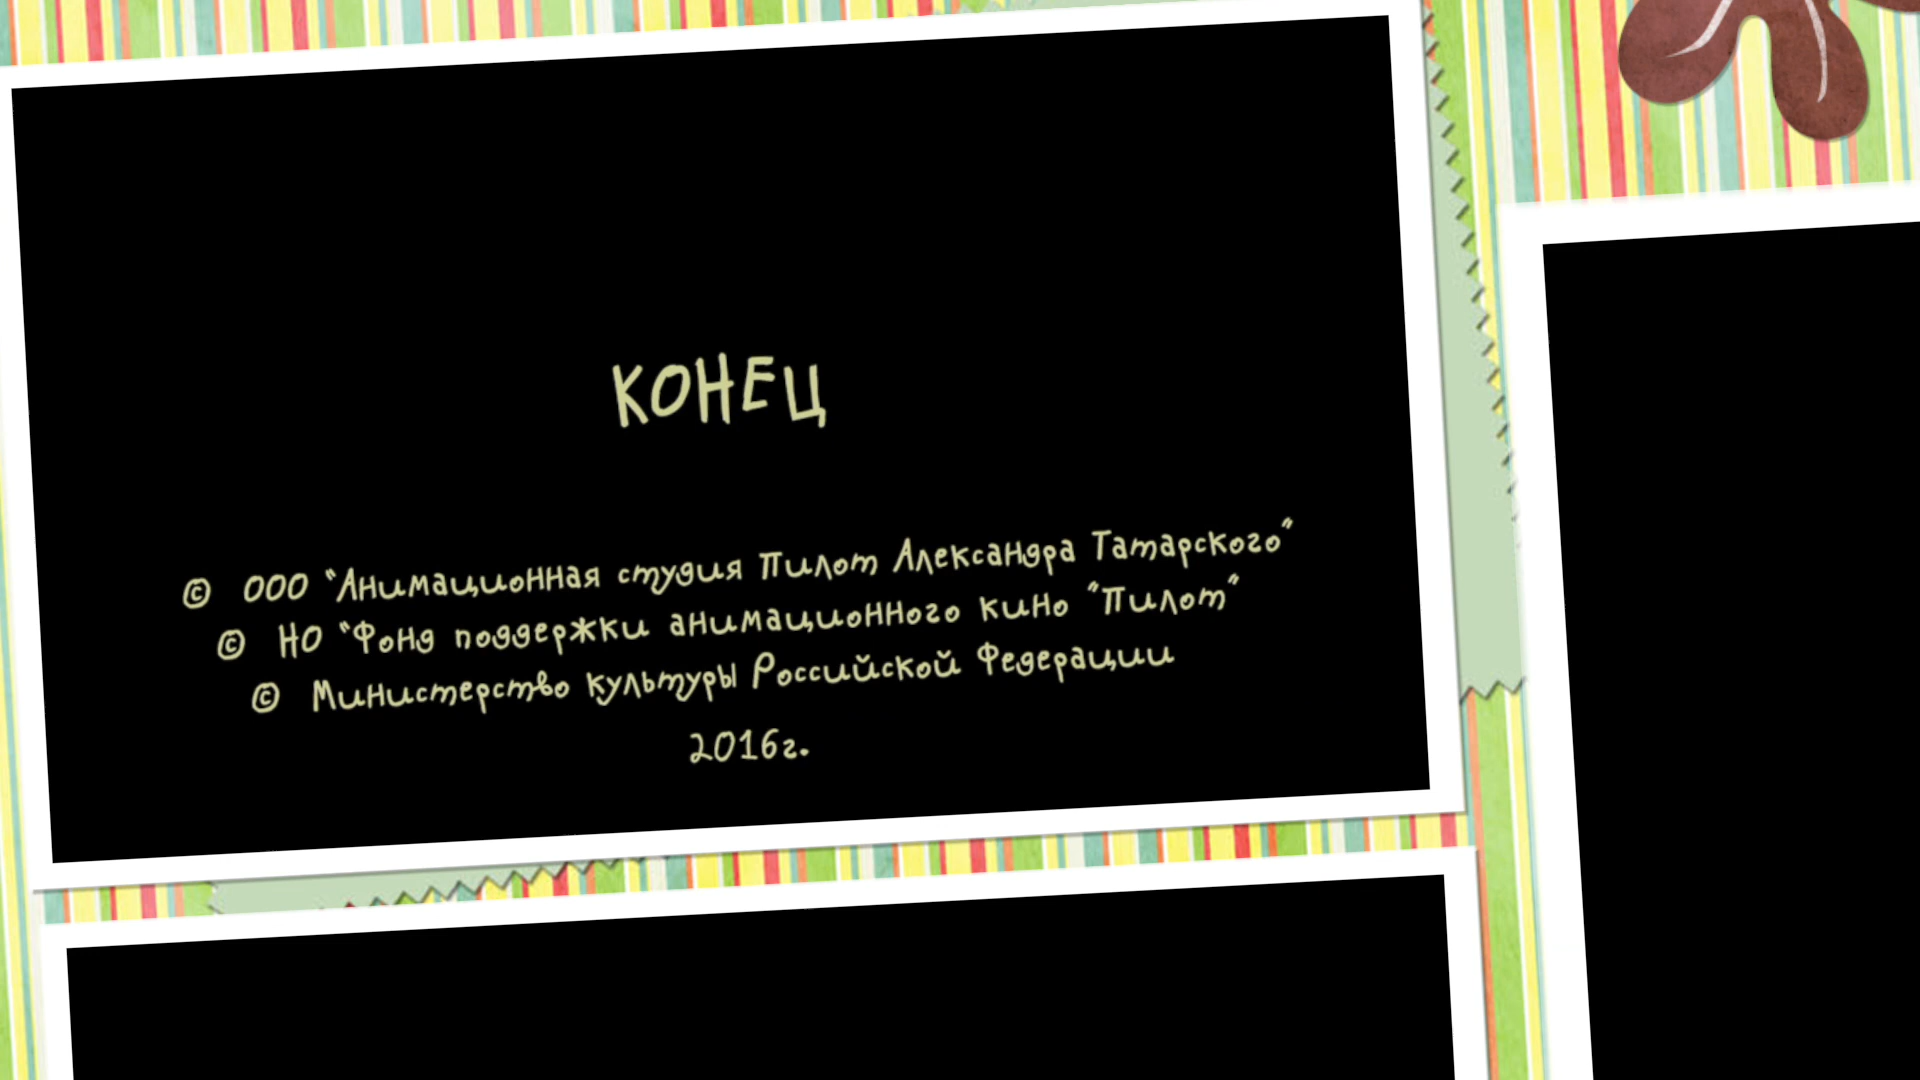 КОНЕЦ
© ООО "Анимационная студия Пилот Александра Татарского"
© НО "Фонд поддержки анимационного кино "Пилот"
© Министерство культуры Российской Федерации
2016г.